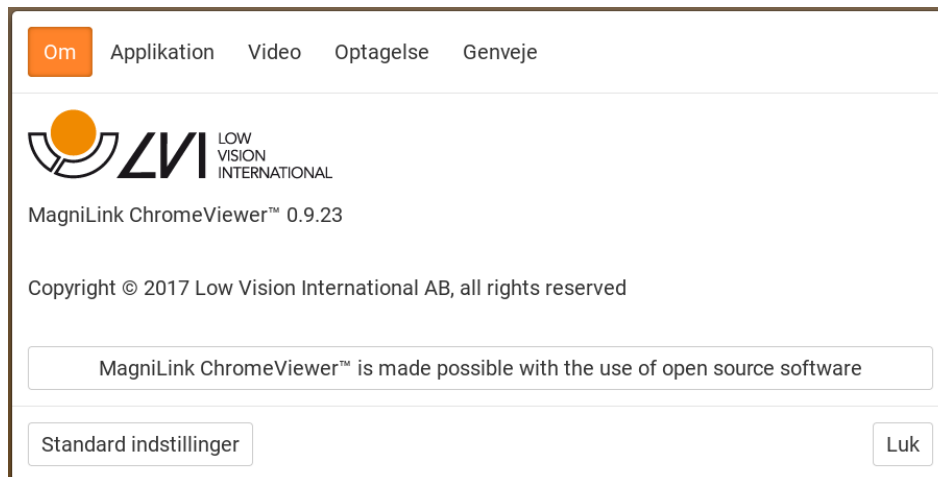 Om Applikation Video Optagelse Genveje
LVI LOW
VISION
INTERNATIONAL
MagniLink ChromeViewer™ 0.9.23
Copyright © 2017 Low Vision International AB, all rights reserved
MagniLink ChromeViewer™ is made possible with the use of open source software
Standard indstillinger Luk